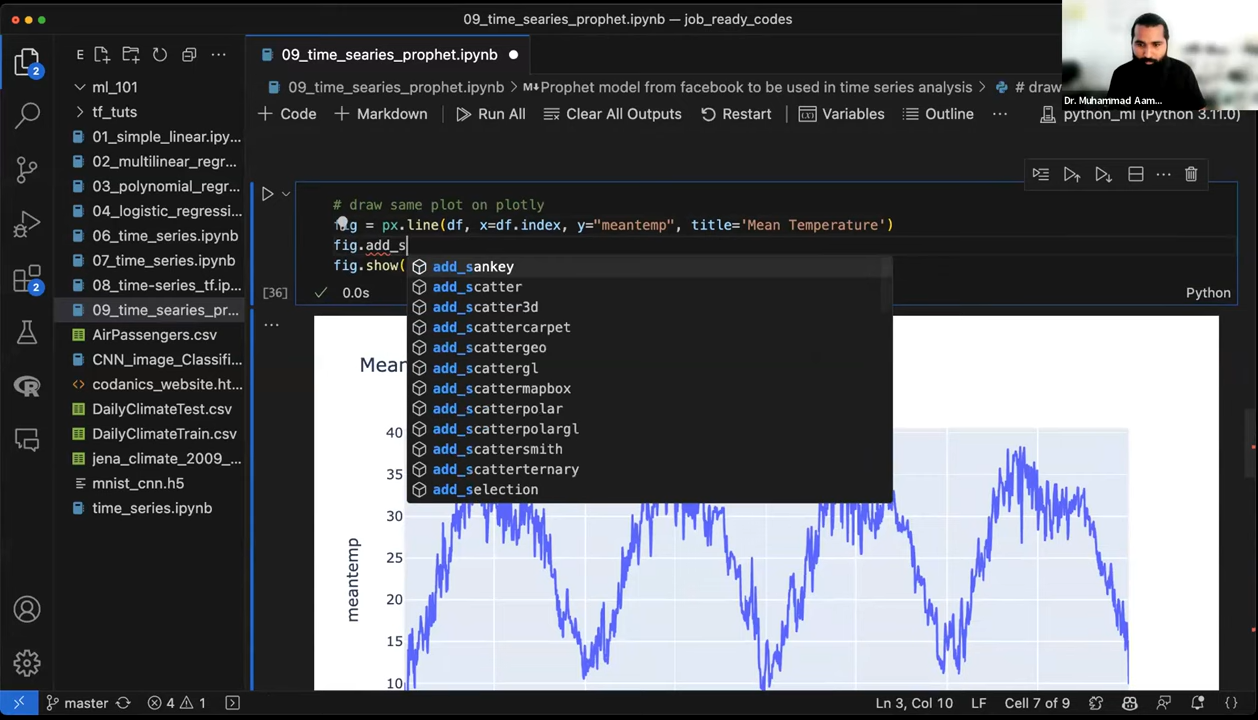 09_time_searies_prophet.ipynb — job_ready_codes
Dr. Muhammad Aam...
E
2
ml_101
tf_tuts
01_simple_linear.ipy...
02_multilinear_regr...
03_polynomial_regr...
04_logistic_regressi...
06_time_series.ipynb
07_time_series.ipynb
08_time-series_tf.ip...
09_time_searies_pr...
AirPassengers.csv
CNN_image_Classifi...
codanics_website.ht...
DailyClimateTest.csv
DailyClimateTrain.csv
jena_climate_2009_...
mnist_cnn.h5
time_series.ipynb
2
09_time_searies_prophet.ipynb
09_time_searies_prophet.ipynb > M↓Prophet model from facebook to be used in time series analysis > # draw
+ Code + Markdown Run All Clear All Outputs Restart Variables Outline ... python_ml (Python 3.11.0)
# draw same plot on plotly
fig = px.line(df, x=df.index, y="meantemp", title='Mean Temperature')
fig.add_s
fig.show(
[36] 0.0s Python
add_sankey
add_scatter
add_scatter3d
add_scattercarpet
add_scattergeo
add_scattergl
add_scattermapbox
add_scatterpolar
add_scatterpolargl
add_scattersmith
add_scatterternary
add_selection
Mean
40
35
30
25
20
15
10
meantemp
master 4 1 Ln 3, Col 10 LF Cell 7 of 9